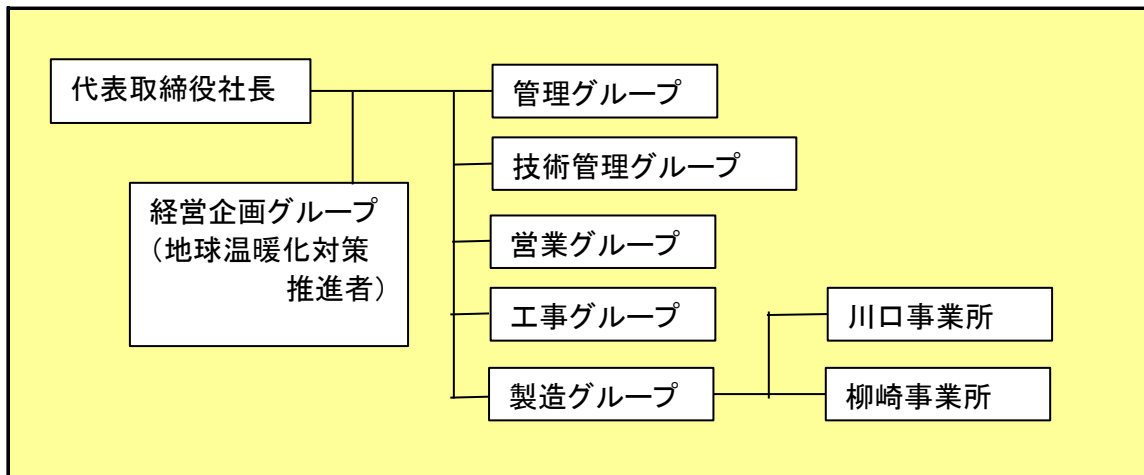 代表取締役社長
管理グループ
技術管理グループ
経営企画グループ
（地球温暖化対策
推進者）
営業グループ
工事グループ
川口事業所
製造グループ
柳崎事業所